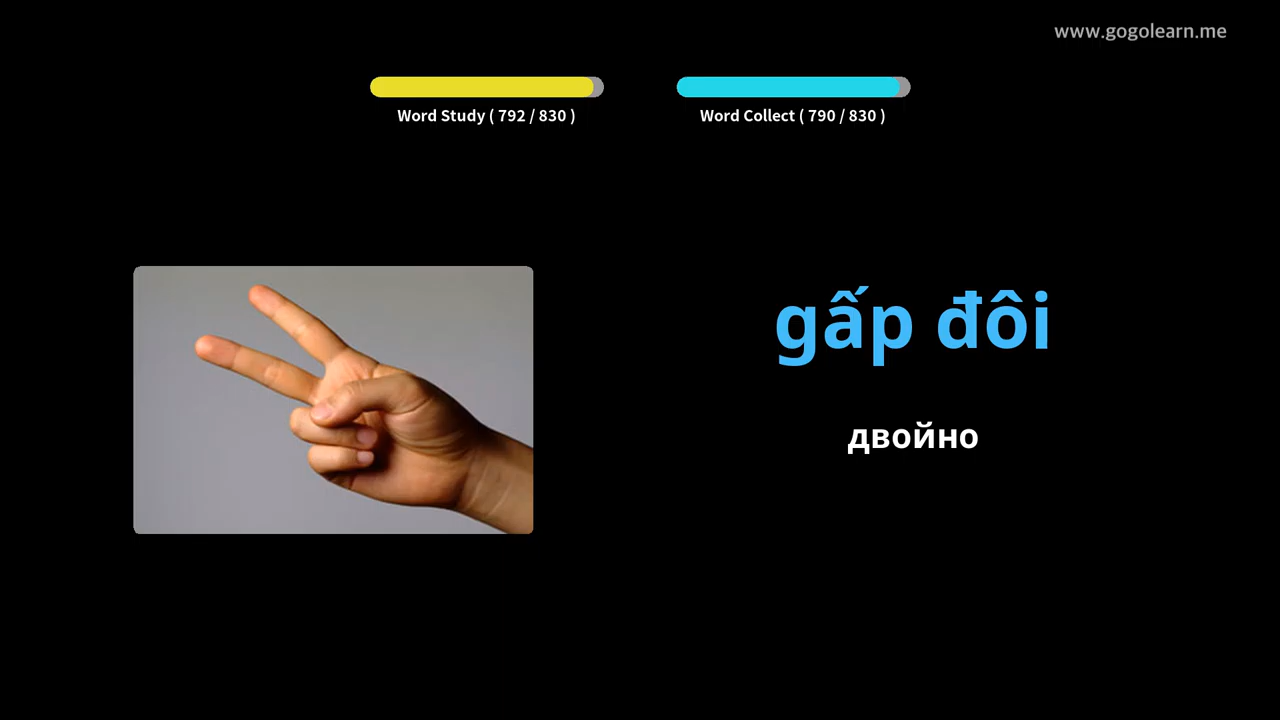 www.gogolearn.me
Word Study ( 792 / 830 )
Word Collect ( 790 / 830 )
gấp đôi
двойно